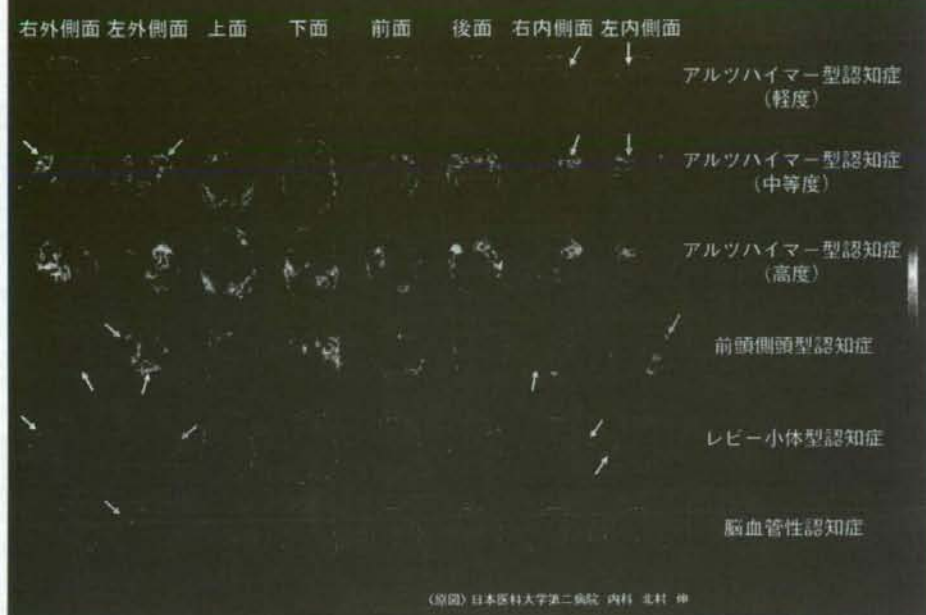 右外側面 左外側面 上面 下面 前面 後面 右内側面 左内側面
アルツハイマー型認知症
(軽度)
アルツハイマー型認知症
(中等度)
アルツハイマー型認知症
(高度)
前頭側頭型認知症
レビー小体型認知症
脳血管性認知症
(原図) 日本医科大学第二病院 内科 北村 伸